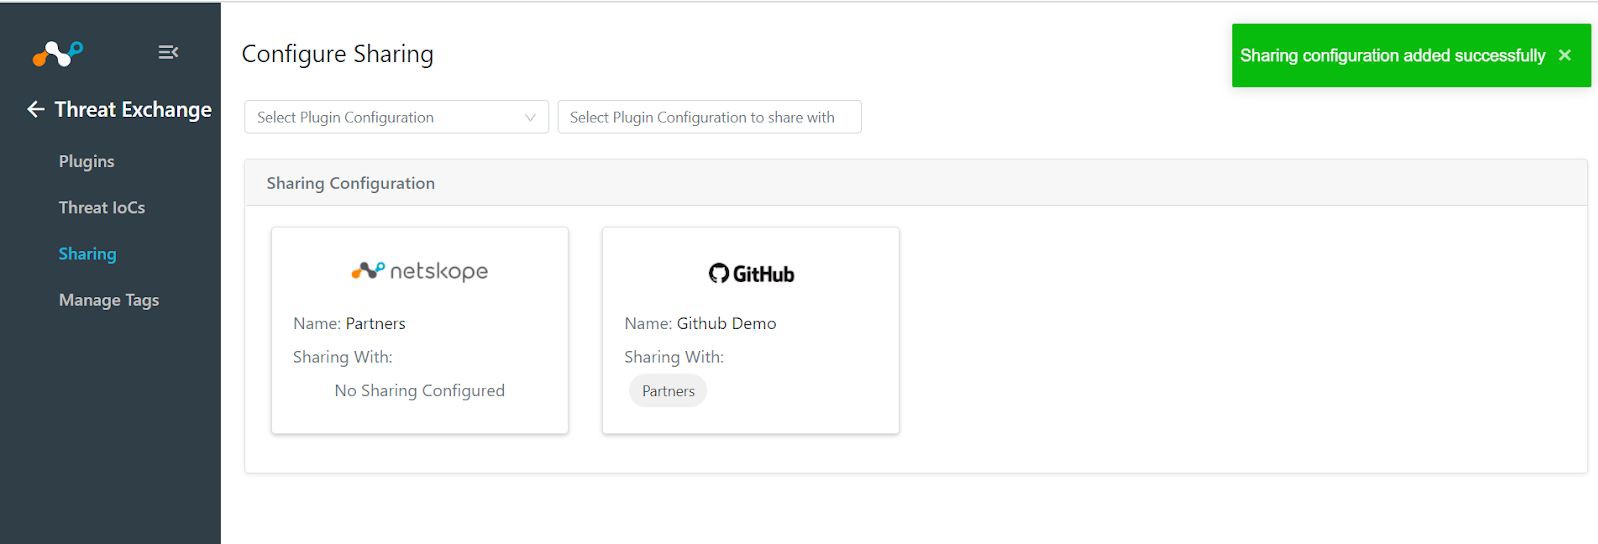 Threat Exchange
Plugins
Threat IoCs
Sharing
Manage Tags
Configure Sharing
Sharing configuration added successfully ×
Select Plugin Configuration
Select Plugin Configuration to share with
Sharing Configuration
netskope
Name: Partners
Sharing With:
No Sharing Configured
GitHub
Name: Github Demo
Sharing With:
Partners